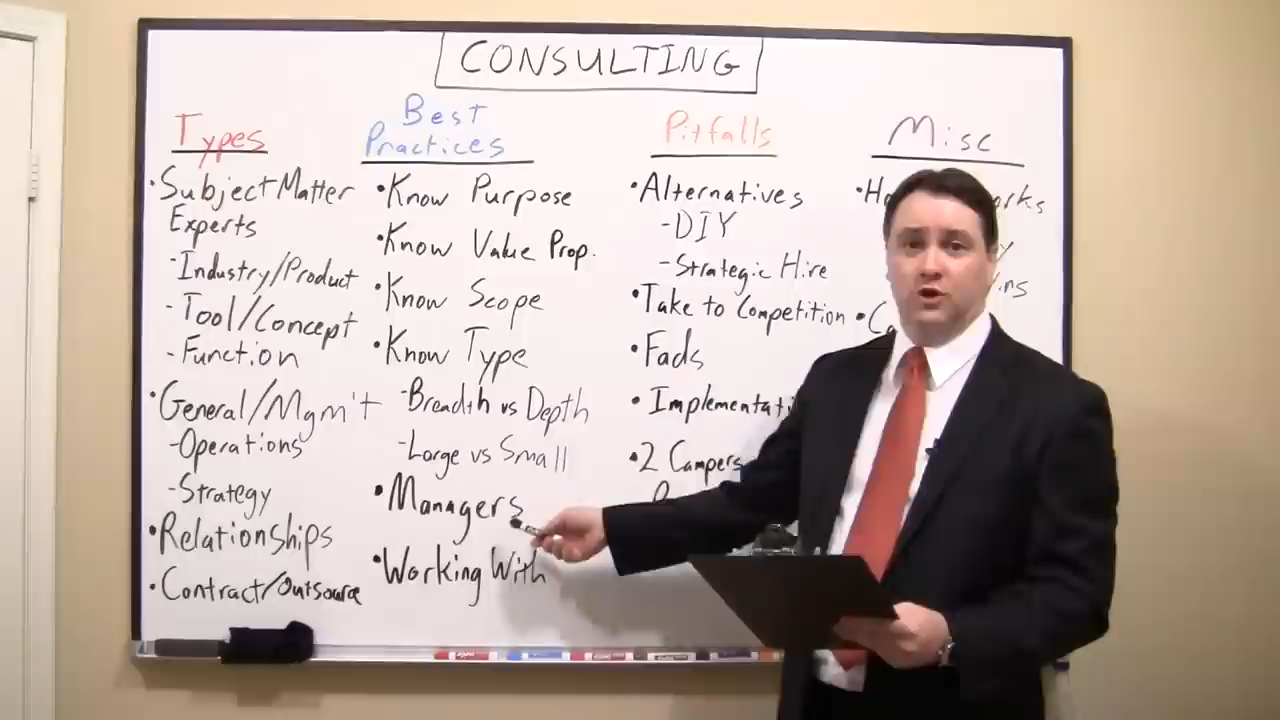 CONSULTING
Types
•Subject Matter
Experts
-Industry/Product
-Tool/Concept
-Function
•General/Mgm't
-Operations
-Strategy
•Relationships
•Contract/Outsource
Best
Practices
•Know Purpose
•Know Value Prop.
•Know Scope
•Know Type
-Breadth vs Depth
-Large vs Small
•Managers
•Working With
Pitfalls
•Alternatives
-DIY
-Strategic Hire
•Take to Competition
•Fads
•Implementati
•2 Campers
Misc